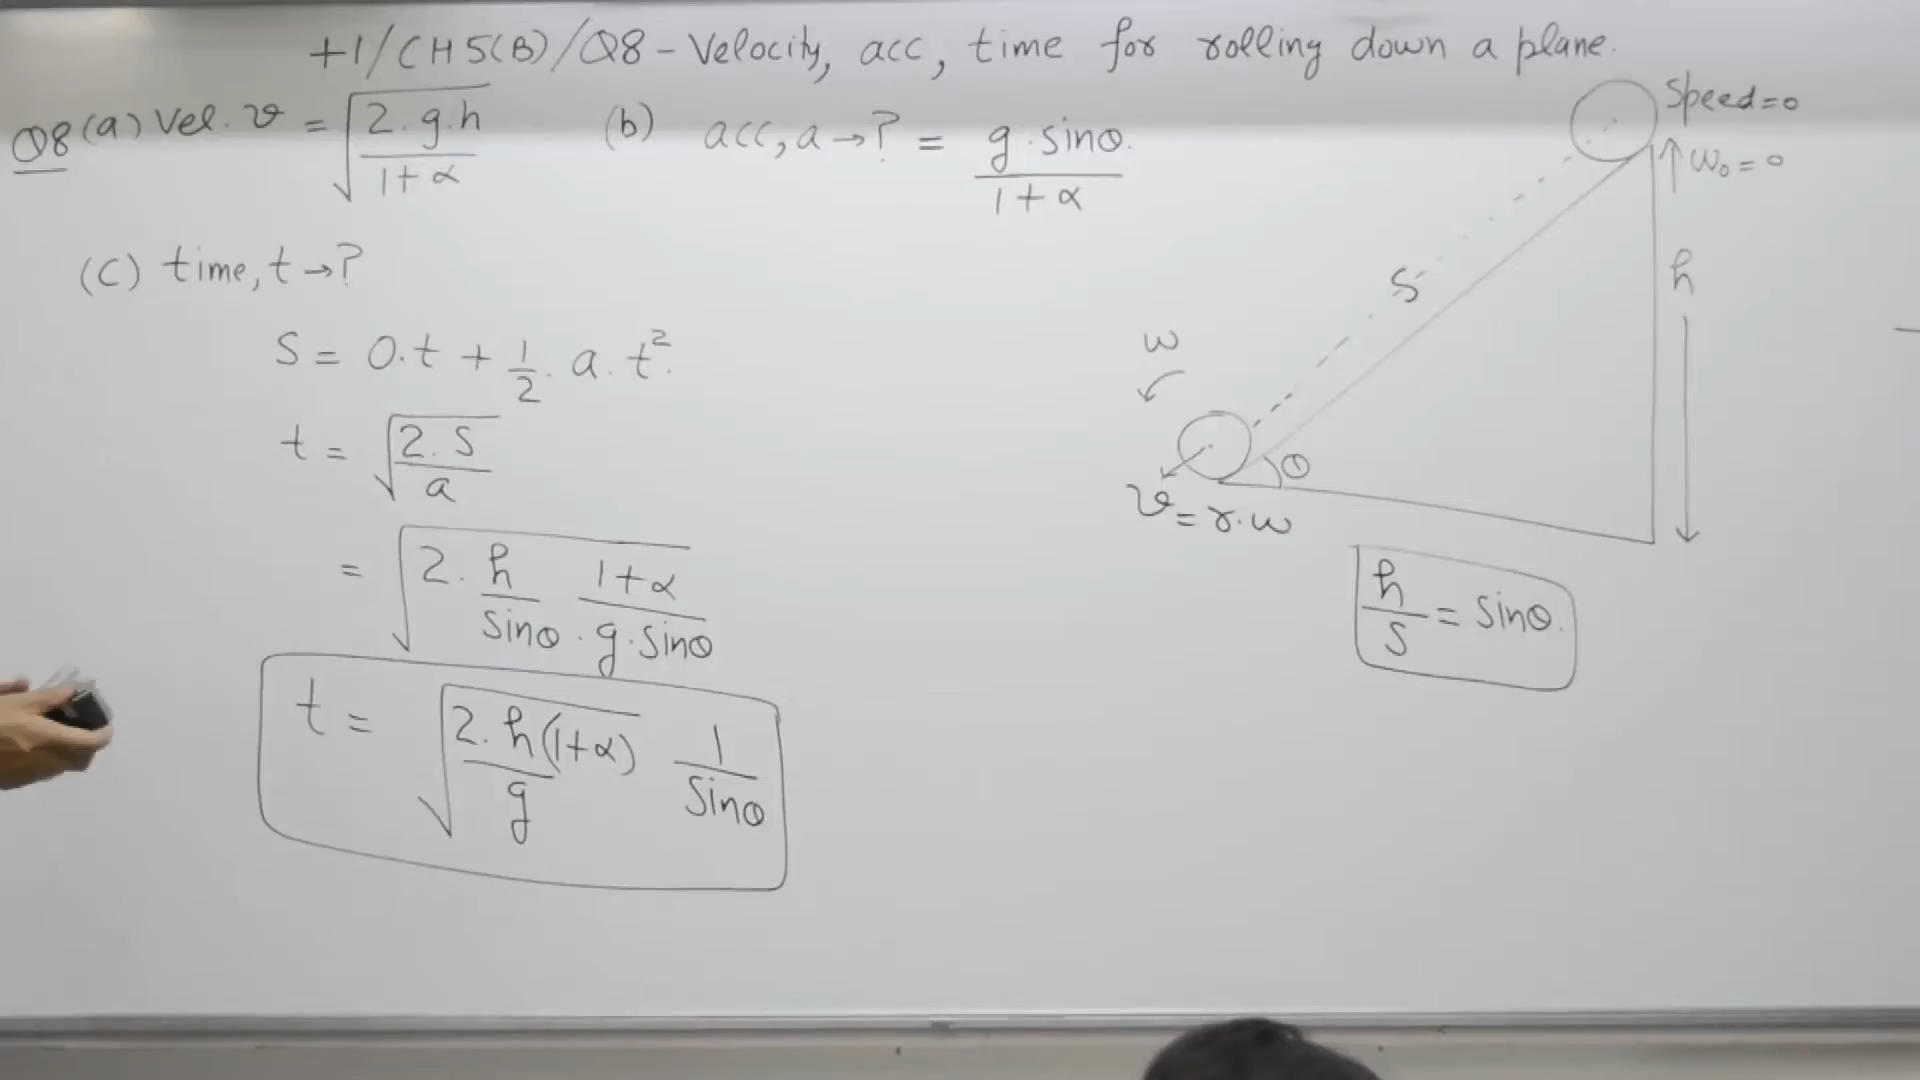 +1/CH5(B)/Q8 - Velocity, acc, time for rolling down a plane.
Q8 (a) Vel. v = √(2.g.h / 1+α)
(b) acc, a → ? = g.sinθ. / 1+α
(C) time, t → ?
S = 0.t + 1/2 . a. t².
t = √(2.S / a)
= √(2. h/sinθ . 1+α / g.sinθ)
t = √(2.h(1+α) / g) 1/Sinθ
Speed=0
ω₀=0
h
S
ω
θ
v=r.ω
h/S = sinθ.